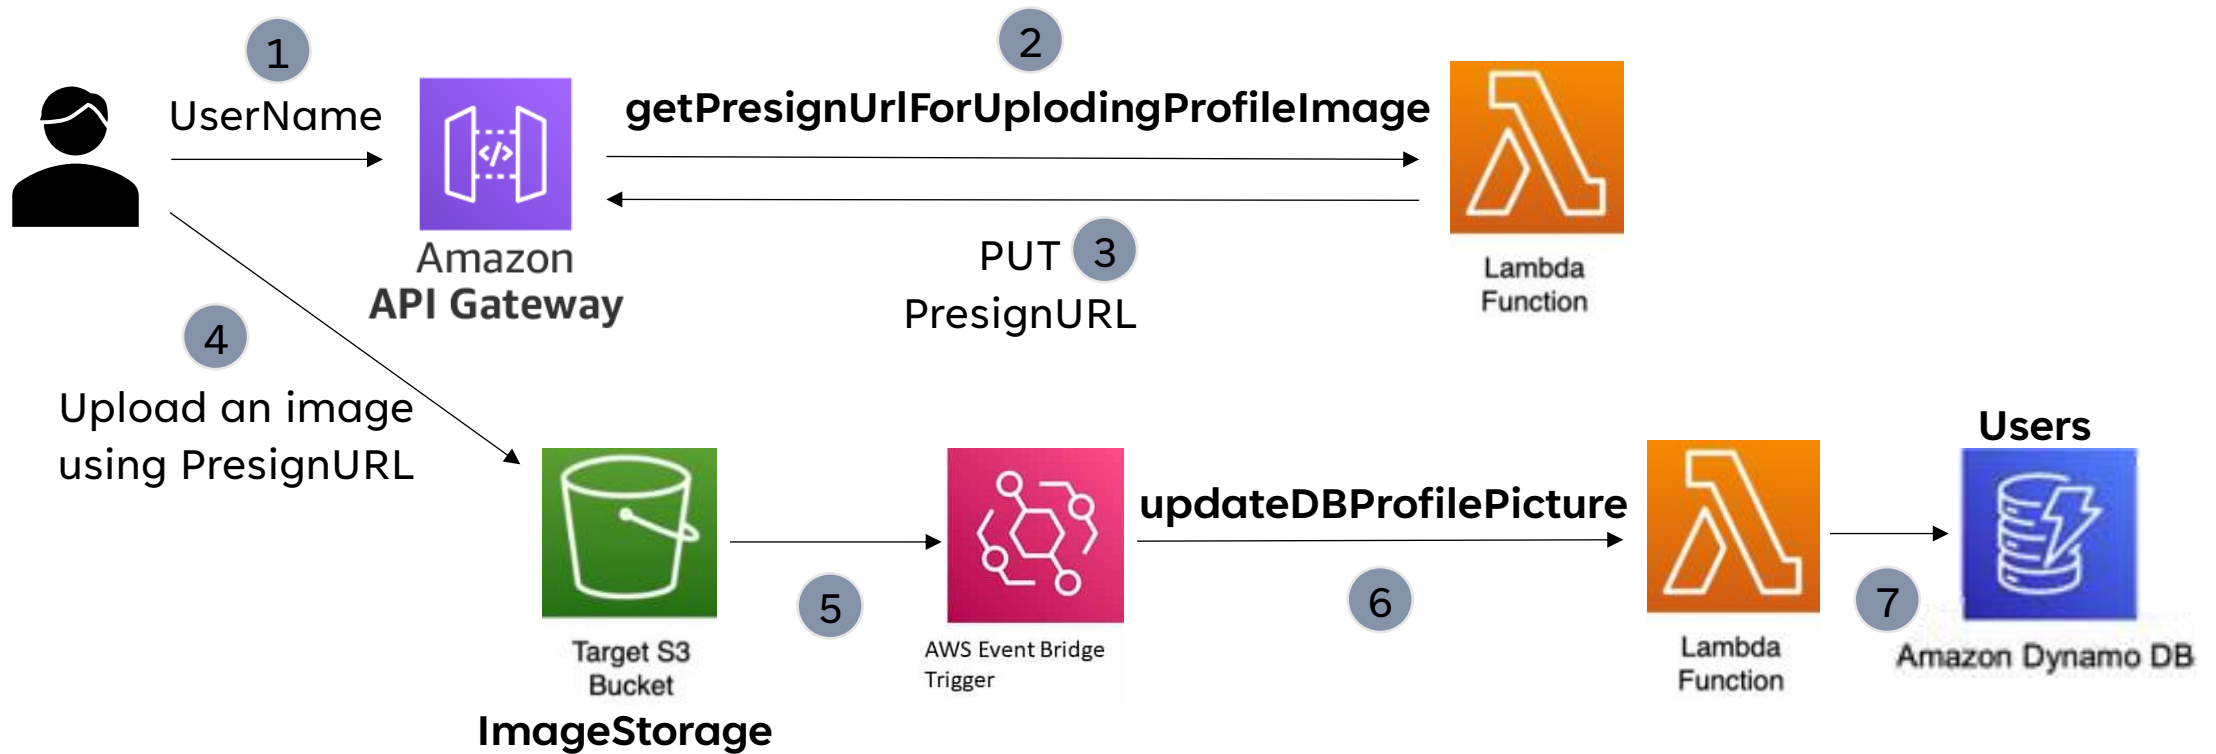 1
UserName
2
getPresignUrlForUplodingProfileImage
Amazon
API Gateway
PUT 3
PresignURL
Lambda
Function
4
Upload an image
using PresignURL
Target S3
Bucket
ImageStorage
5
AWS Event Bridge
Trigger
updateDBProfilePicture
6
Lambda
Function
7
Users
Amazon Dynamo DB